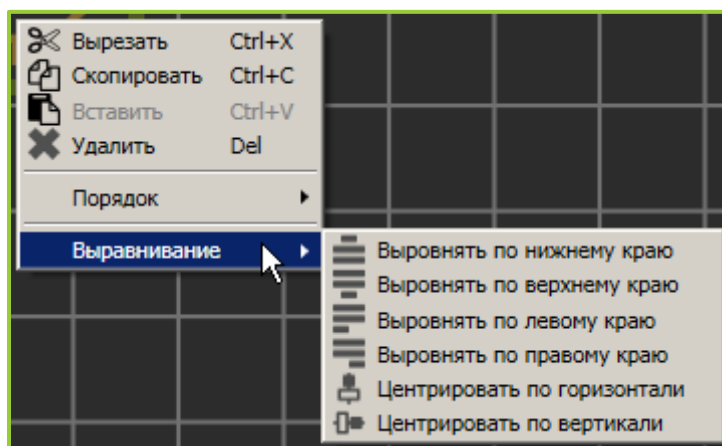 Вырезать Ctrl+X
Скопировать Ctrl+C
Вставить Ctrl+V
Удалить Del
Порядок
Выравнивание
Выровнять по нижнему краю
Выровнять по верхнему краю
Выровнять по левому краю
Выровнять по правому краю
Центрировать по горизонтали
Центрировать по вертикали